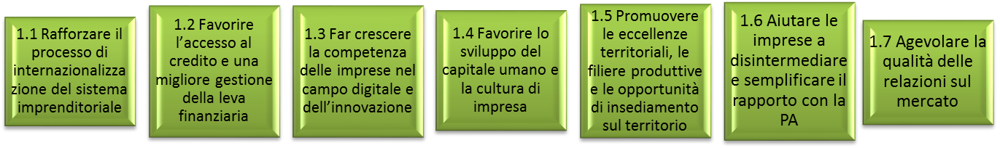 1.1 Rafforzare il
processo di
internazionalizza
zione del sistema
imprenditoriale
1.2 Favorire
l’accesso al
credito e una
migliore gestione
della leva
finanziaria
1.3 Far crescere
la competenza
delle imprese nel
campo digitale e
dell’innovazione
1.4 Favorire lo
sviluppo del
capitale umano e
la cultura di
impresa
1.5 Promuovere
le eccellenze
territoriali, le
filiere produttive
e le opportunità
di insediamento
sul territorio
1.6 Aiutare le
imprese a
disintermediare
e semplificare il
rapporto con la
PA
1.7 Agevolare la
qualità delle
relazioni sul
mercato